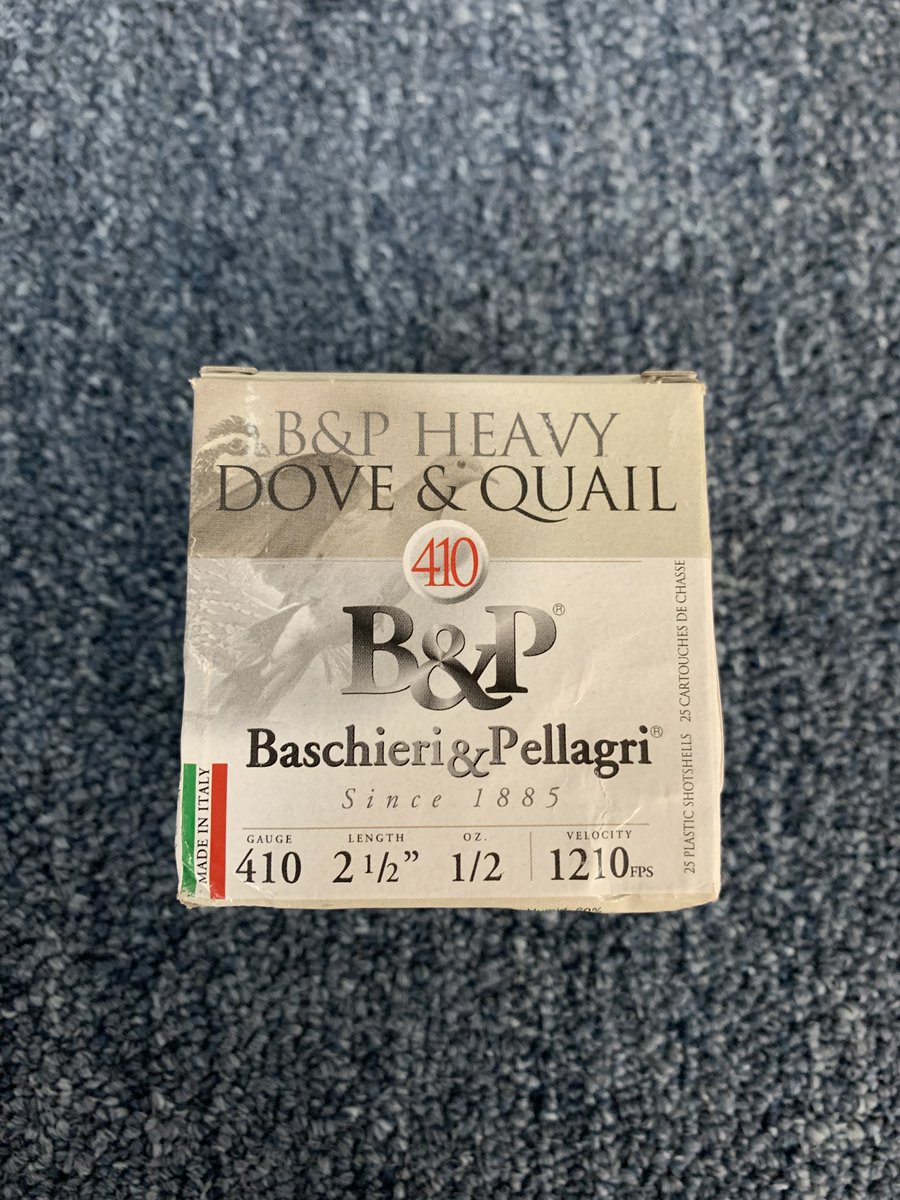 B&P HEAVY
DOVE & QUAIL
410
B&P®
Baschieri&Pellagri®
Since 1885
MADE IN ITALY
GAUGE
410
LENGTH
2 1/2”
OZ.
1/2
VELOCITY
1210FPS
25 PLASTIC SHOTSHELLS 25 CARTOUCHES DE CHASSE